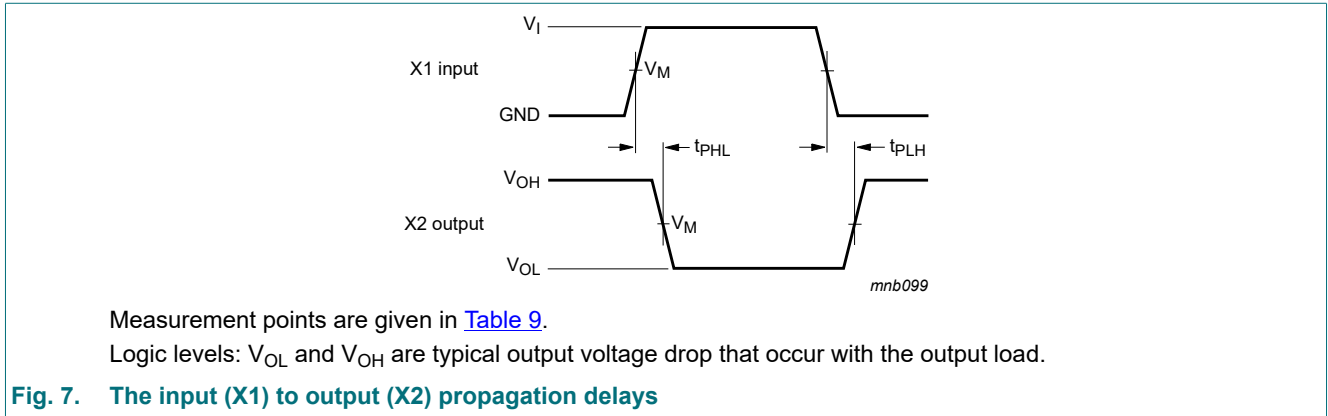 V_I
X1 input
V_M
GND
t_PHL
t_PLH
V_OH
X2 output
V_M
V_OL
mnb099
Measurement points are given in Table 9.
Logic levels: V_OL and V_OH are typical output voltage drop that occur with the output load.
Fig. 7. The input (X1) to output (X2) propagation delays